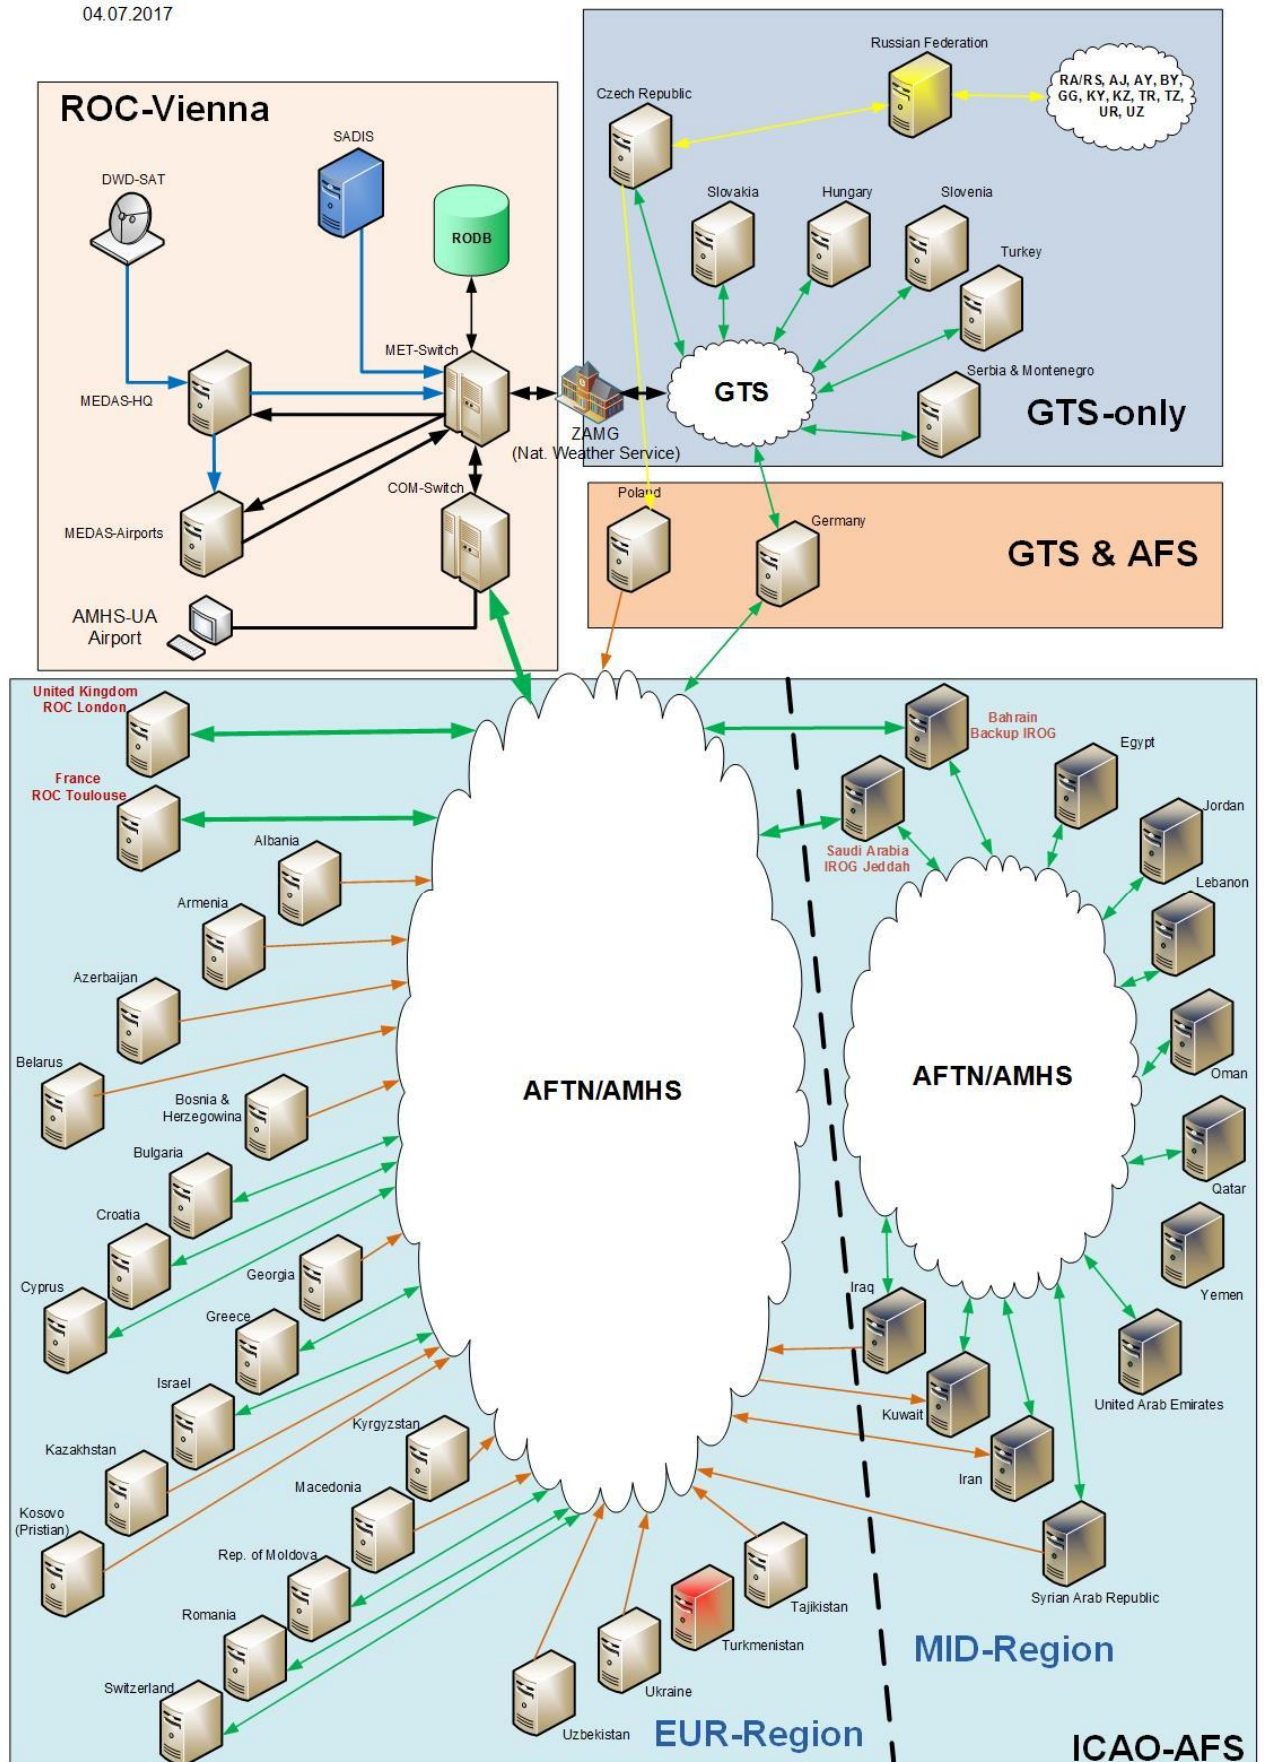 04.07.2017
ROC-Vienna
SADIS
DWD-SAT
RODB
MET-Switch
MEDAS-HQ
COM-Switch
MEDAS-Airports
AMHS-UA
Airport
ZAMG
(Nat. Weather Service)
Russian Federation
Czech Republic
RA/RS, AJ, AY, BY,
GG, KY, KZ, TR, TZ,
UR, UZ
Slovakia
Hungary
Slovenia
Turkey
GTS
Serbia & Montenegro
GTS-only
Poland
Germany
GTS & AFS
United Kingdom
ROC London
France
ROC Toulouse
Albania
Armenia
Azerbaijan
Belarus
Bosnia &
Herzegowina
Bulgaria
Croatia
Cyprus
Georgia
Greece
Israel
Kazakhstan
Kosovo
(Pristian)
Kyrgyzstan
Macedonia
Rep. of Moldova
Romania
Switzerland
AFTN/AMHS
Uzbekistan
Ukraine
Turkmenistan
Tajikistan
EUR-Region
Bahrain
Backup IROG
Saudi Arabia
IROG Jeddah
Egypt
Jordan
Lebanon
Oman
AFTN/AMHS
Qatar
Yemen
Iraq
United Arab Emirates
Kuwait
Iran
Syrian Arab Republic
MID-Region
ICAO-AFS